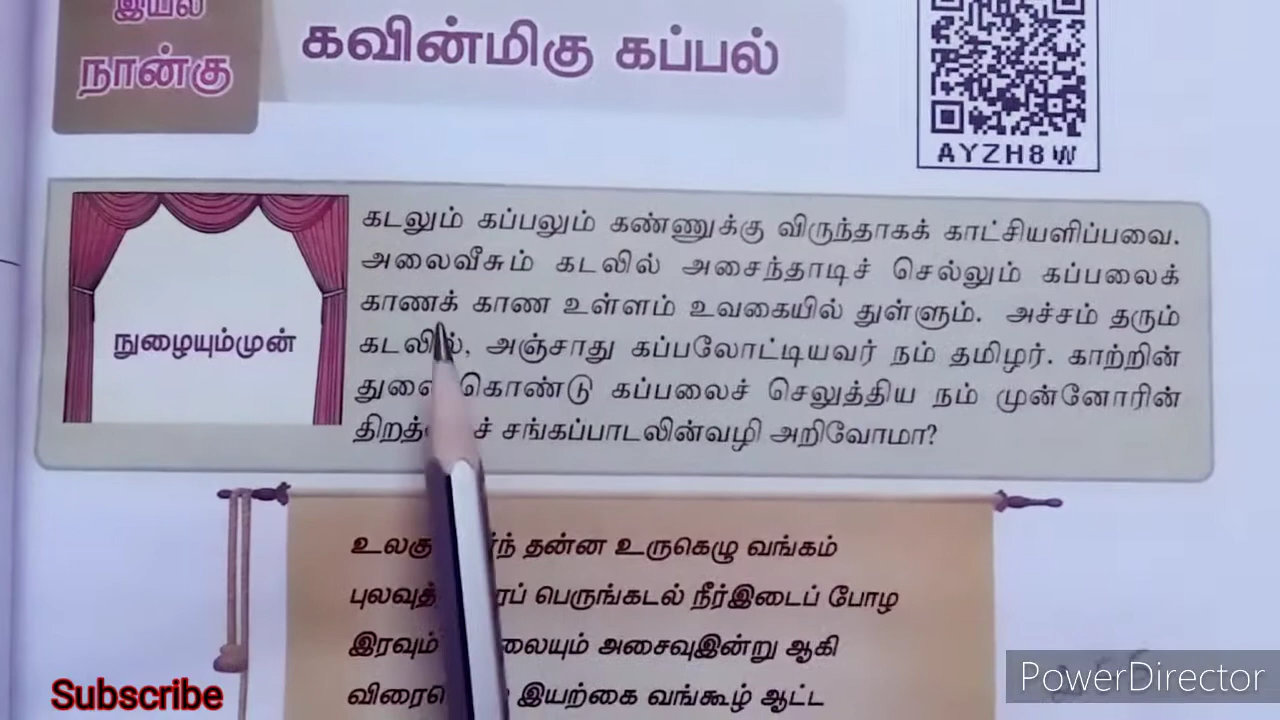 இயல்
நான்கு
கவின்மிகு கப்பல்
AYZH8W
நுழையும்முன்
கடலும் கப்பலும் கண்ணுக்கு விருந்தாகக் காட்சியளிப்பவை.
அலைவீசும் கடலில் அசைந்தாடிச் செல்லும் கப்பலைக்
காணக் காண உள்ளம் உவகையில் துள்ளும். அச்சம் தரும்
கடலில், அஞ்சாது கப்பலோட்டியவர் நம் தமிழர். காற்றின்
கொண்டு கப்பலைச் செலுத்திய நம் முன்னோரின்
சங்கப்பாடலின்வழி அறிவோமா?
தன்ன உருகெழு வங்கம்
பெருங்கடல் நீர்இடைப் போழ
இரவும் அசைவுஇன்று ஆகி
இயற்கை வங்கூழ் ஆட்ட
Subscribe
PowerDirector